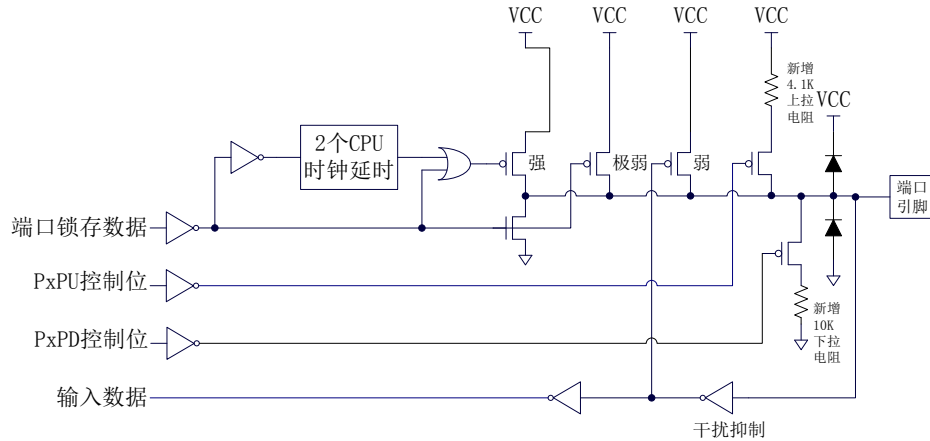 VCC
VCC
VCC
VCC
新增
4.1K
上拉
电阻
VCC
2个CPU
时钟延时
强
极弱
弱
端口
引脚
端口锁存数据
PxPU控制位
新增
10K
下拉
电阻
PxPD控制位
输入数据
干扰抑制